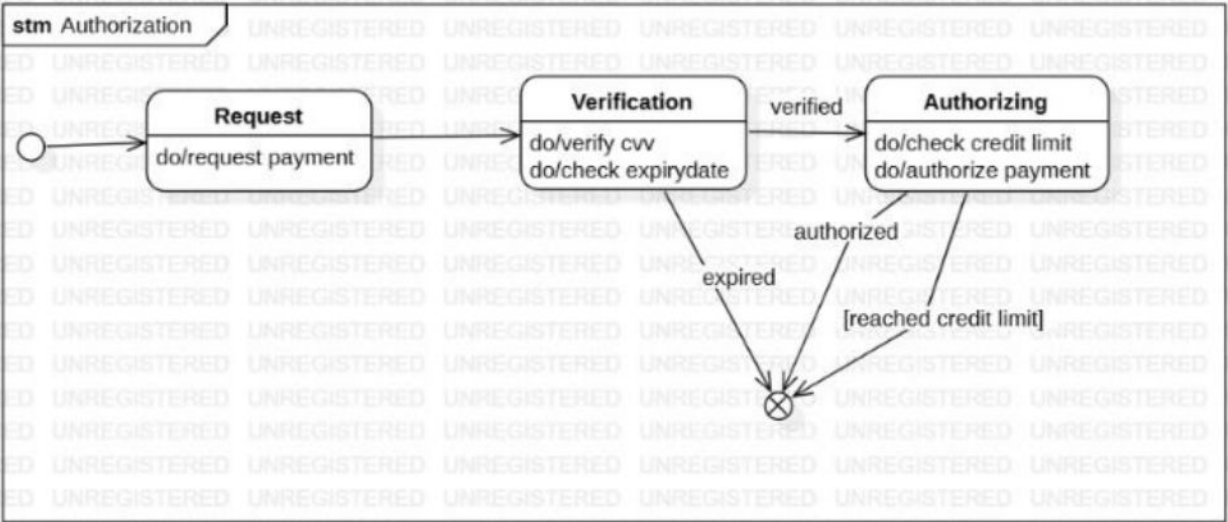 stm Authorization
Request
do/request payment
Verification
do/verify cvv
do/check expirydate
verified
Authorizing
do/check credit limit
do/authorize payment
authorized
expired
[reached credit limit]
UNREGISTERED